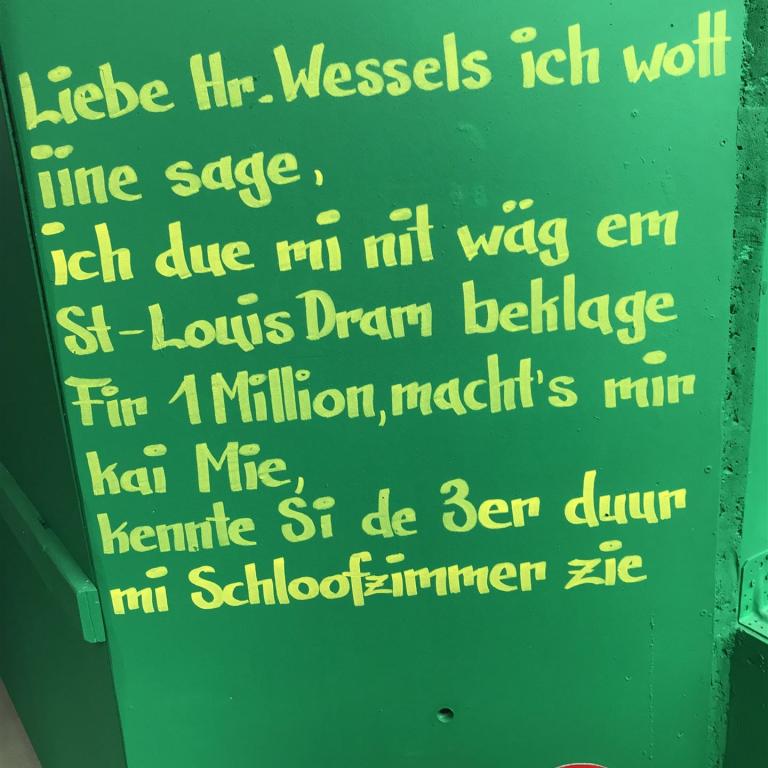 Liebe Hr. Wessels ich wott
iine sage,
ich due mi nit wäg em
St-Louis Dram beklage
Fir 1 Million, macht's mir
kai Mie,
kennte Si de 3er duur
mi Schloofzimmer zie